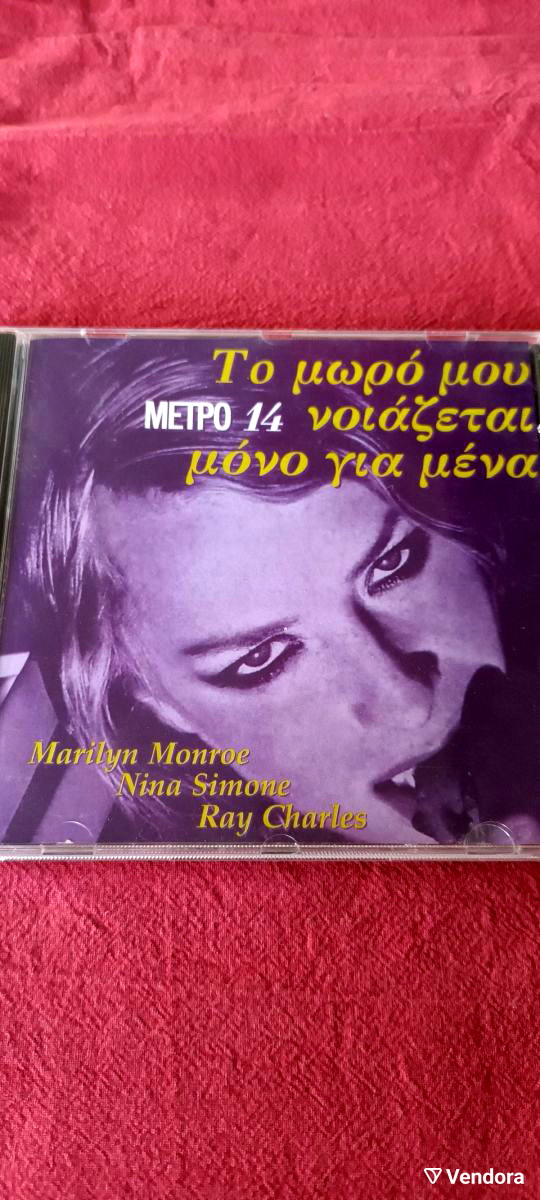 Το μωρό μου
ΜΕΤΡΟ 14 νοιάζεται
μόνο για μένα
Marilyn Monroe
Nina Simone
Ray Charles
Vendora